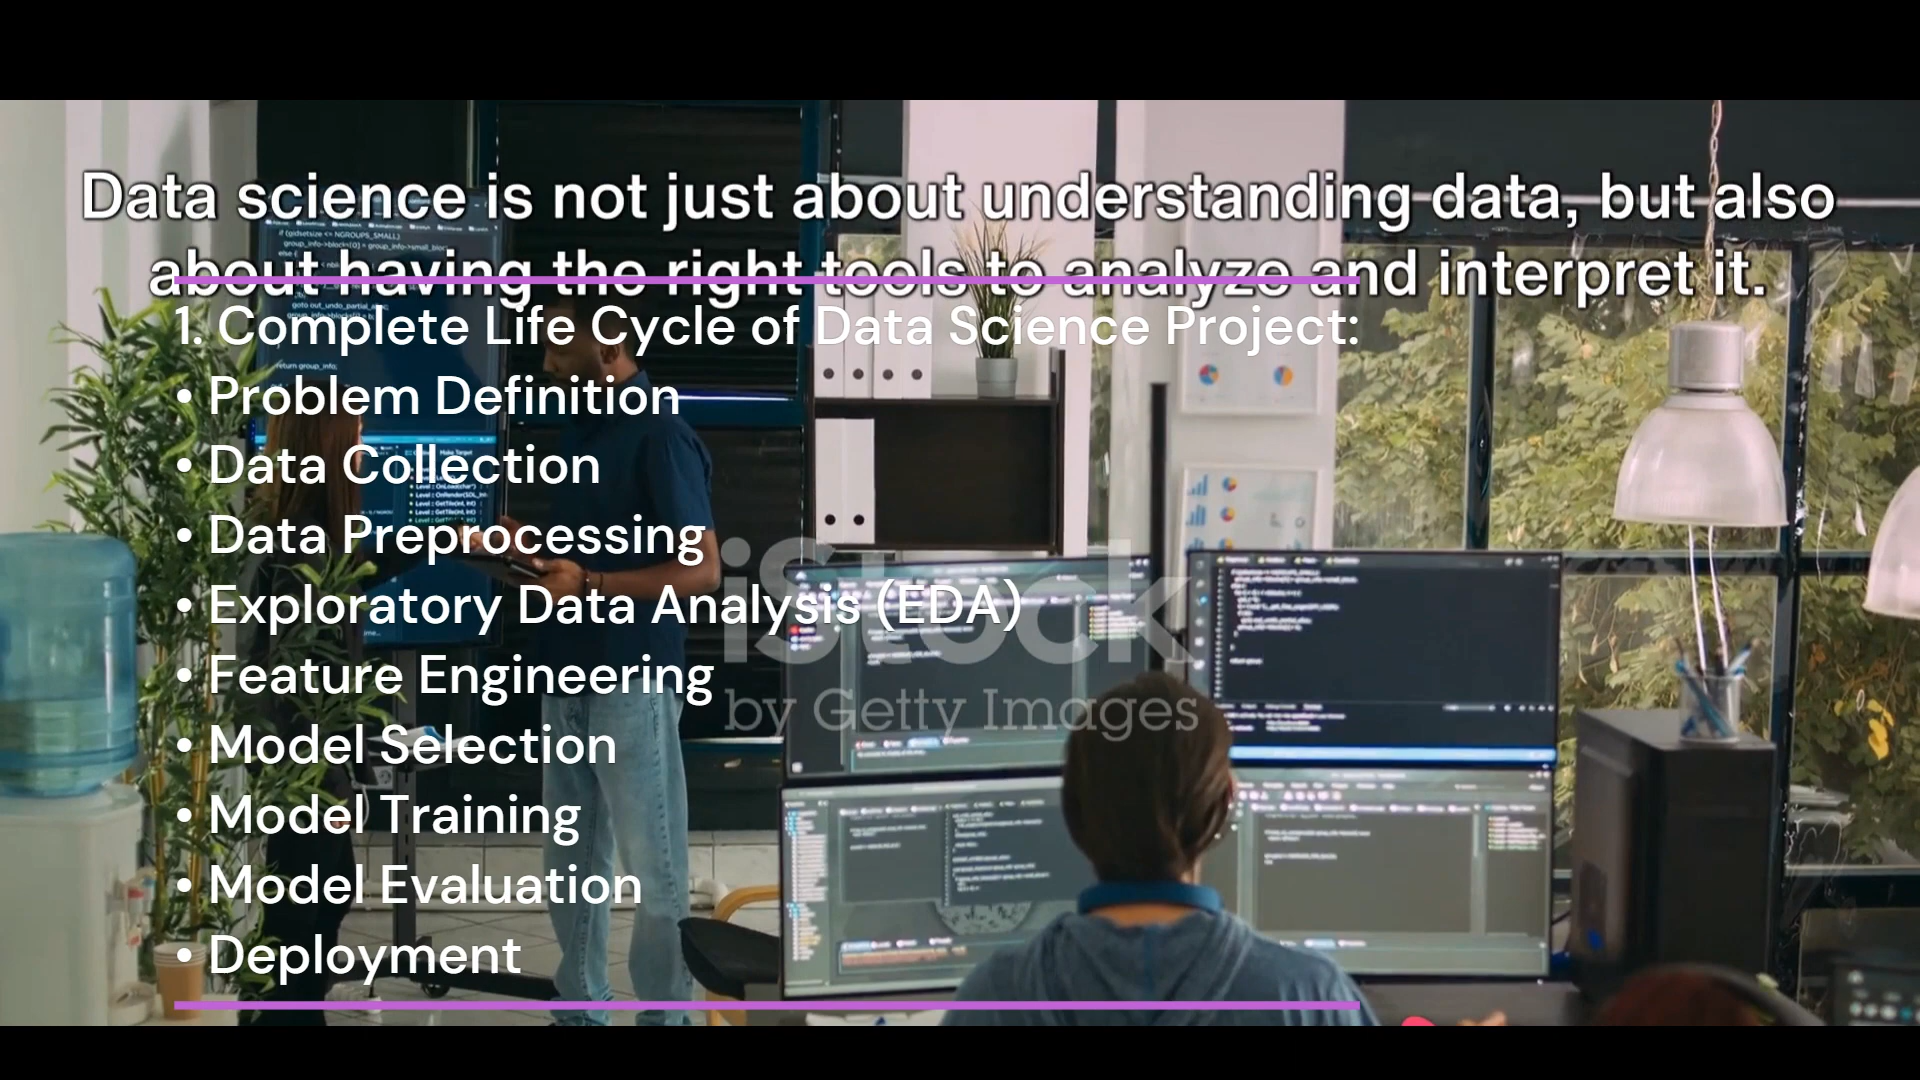 Data science is not just about understanding data, but also
about having the right tools to analyze and interpret it.
1. Complete Life Cycle of Data Science Project:
• Problem Definition
• Data Collection
• Data Preprocessing
• Exploratory Data Analysis (EDA)
• Feature Engineering
• Model Selection
• Model Training
• Model Evaluation
• Deployment
iStock
by Getty Images